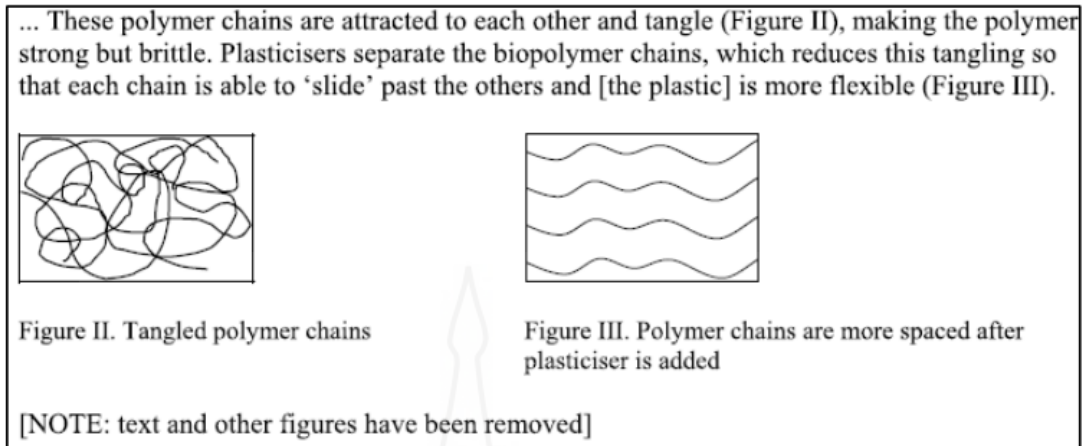 ... These polymer chains are attracted to each other and tangle (Figure II), making the polymer
strong but brittle. Plasticisers separate the biopolymer chains, which reduces this tangling so
that each chain is able to ‘slide’ past the others and [the plastic] is more flexible (Figure III).
Figure II. Tangled polymer chains
Figure III. Polymer chains are more spaced after
plasticiser is added
[NOTE: text and other figures have been removed]